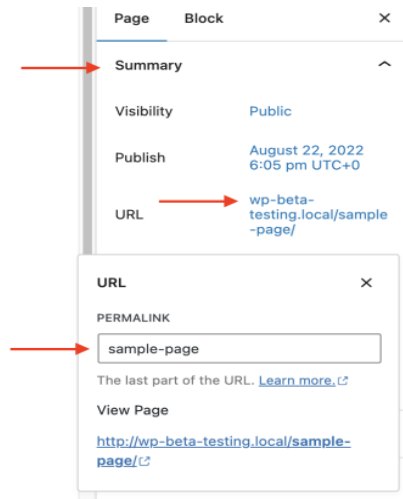 Page Block
Summary
Visibility Public
Publish August 22, 2022
6:05 pm UTC+0
URL wp-beta-
testing.local/sample
-page/
URL
PERMALINK
sample-page
The last part of the URL. Learn more.
View Page
http://wp-beta-testing.local/sample-
page/